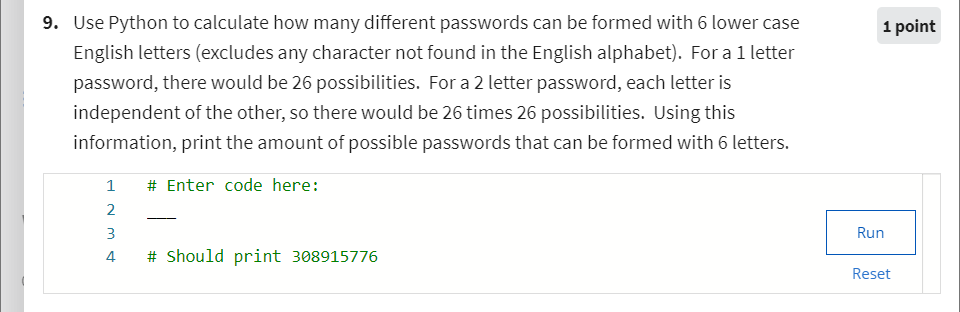 9. Use Python to calculate how many different passwords can be formed with 6 lower case
1 point
English letters (excludes any character not found in the English alphabet).  For a 1 letter
password, there would be 26 possibilities.  For a 2 letter password, each letter is
independent of the other, so there would be 26 times 26 possibilities.  Using this
information, print the amount of possible passwords that can be formed with 6 letters.
1 # Enter code here:
2 ___
3
4 # Should print 308915776
Run
Reset